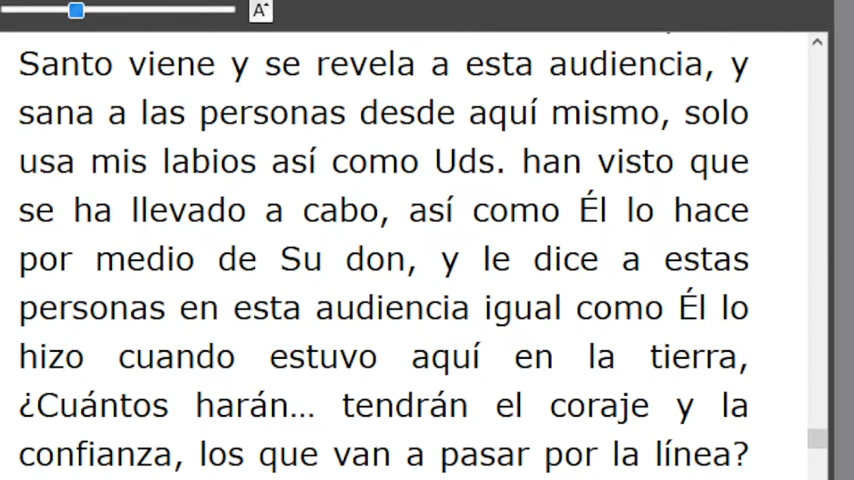 A
Santo viene y se revela a esta audiencia, y
sana a las personas desde aquí mismo, solo
usa mis labios así como Uds. han visto que
se ha llevado a cabo, así como Él lo hace
por medio de Su don, y le dice a estas
personas en esta audiencia igual como Él lo
hizo cuando estuvo aquí en la tierra,
¿Cuántos harán... tendrán el coraje y la
confianza, los que van a pasar por la línea?